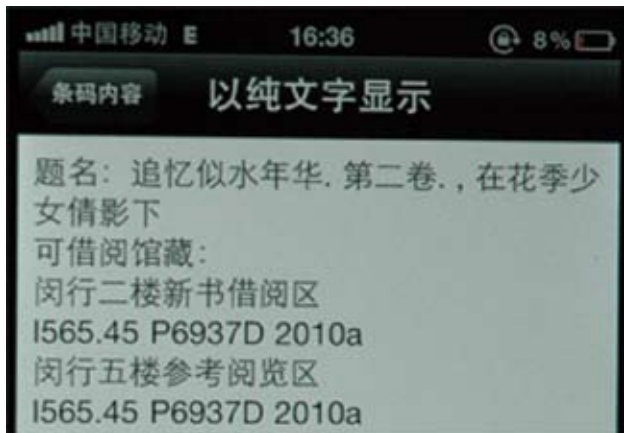 中国移动 E 16:36 8%
条码内容 以纯文字显示
题名：追忆似水年华. 第二卷. , 在花季少
女倩影下
可借阅馆藏：
闵行二楼新书借阅区
I565.45 P6937D 2010a
闵行五楼参考阅览区
I565.45 P6937D 2010a